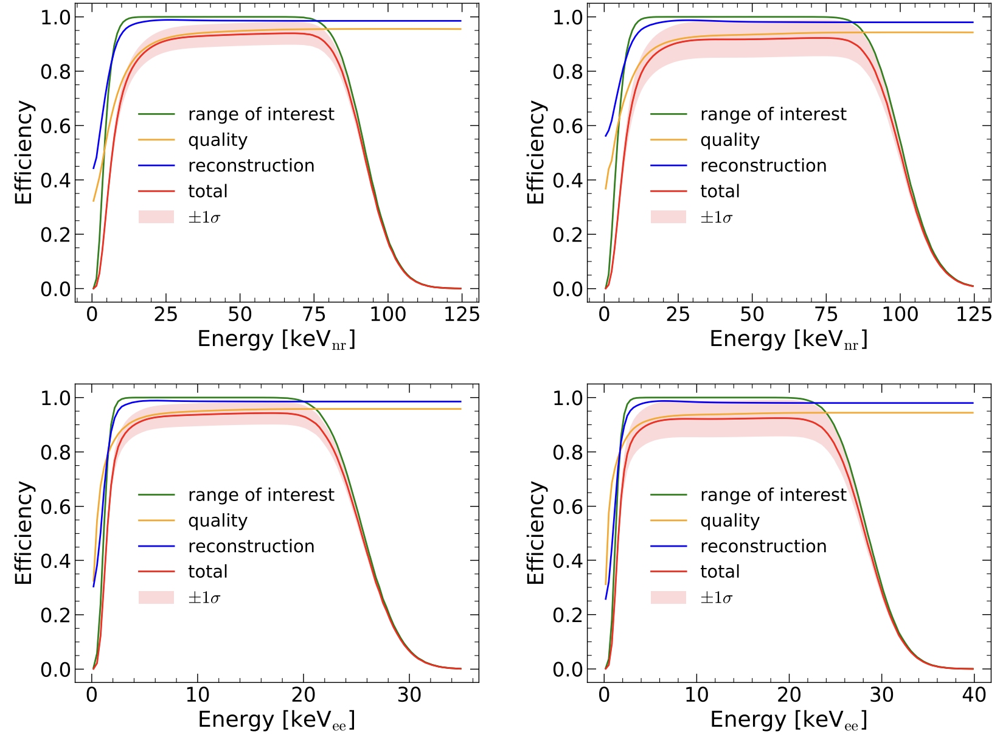 1.0
0.8
0.6
0.4
0.2
0.0
Efficiency
range of interest
quality
reconstruction
total
±1σ
0 25 50 75 100 125
Energy [keVnr]
1.0
0.8
0.6
0.4
0.2
0.0
Efficiency
range of interest
quality
reconstruction
total
±1σ
0 25 50 75 100 125
Energy [keVnr]
1.0
0.8
0.6
0.4
0.2
0.0
Efficiency
range of interest
quality
reconstruction
total
±1σ
0 10 20 30
Energy [keVee]
1.0
0.8
0.6
0.4
0.2
0.0
Efficiency
range of interest
quality
reconstruction
total
±1σ
0 10 20 30 40
Energy [keVee]